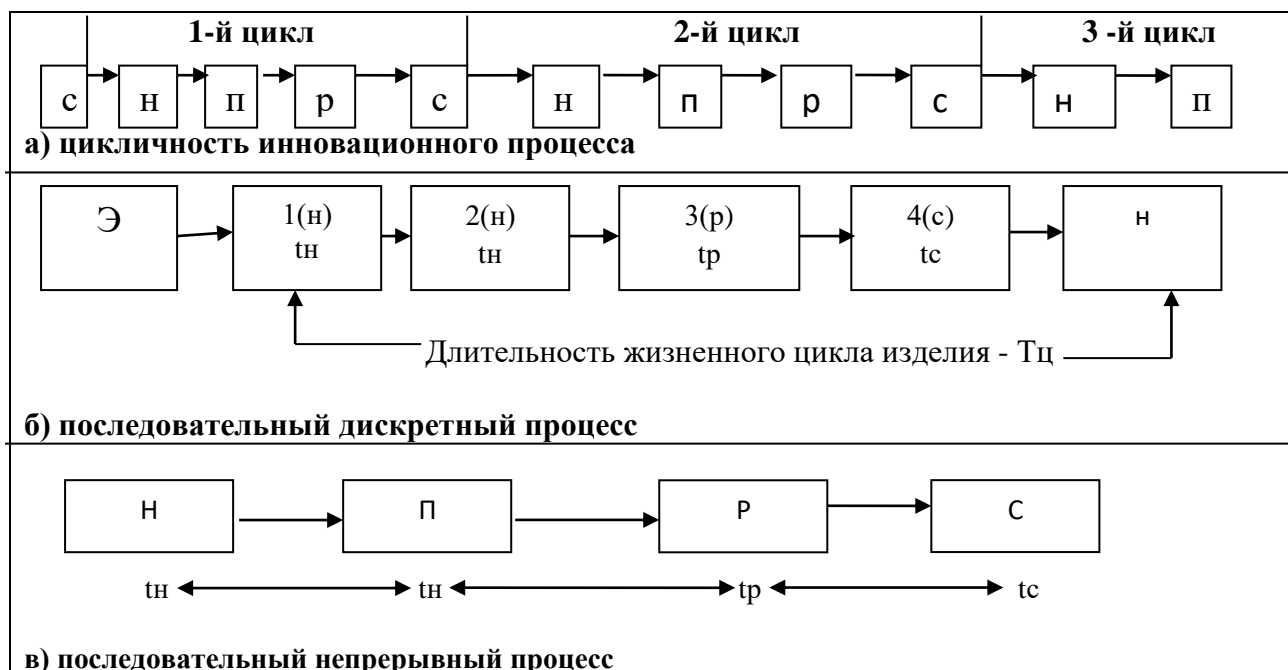 1-й цикл 2-й цикл 3 -й цикл
с н п р с н п р с н п
а) цикличность инновационного процесса
Э 1(н) 2(н) 3(р) 4(с) н
tн tн tр tс
Длительность жизненного цикла изделия - Тц
б) последовательный дискретный процесс
Н П Р С
tн tн tр tс
в) последовательный непрерывный процесс